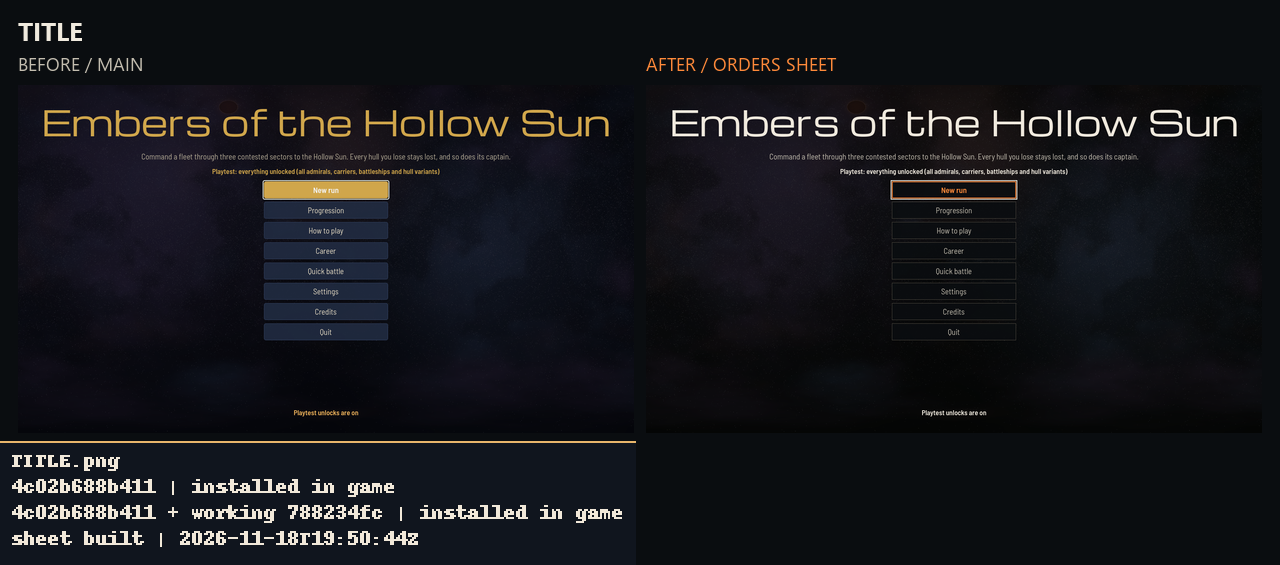 TITLE
BEFORE / MAIN
AFTER / ORDERS SHEET
Embers of the Hollow Sun
Command a fleet through three contested sectors to the Hollow Sun. Every hull you lose stays lost, and so does its captain.
Playtest: everything unlocked (all admirals, carriers, battleships and hull variants)
New run
Progression
How to play
Career
Quick battle
Settings
Credits
Quit
Playtest unlocks are on
Embers of the Hollow Sun
Command a fleet through three contested sectors to the Hollow Sun. Every hull you lose stays lost, and so does its captain.
Playtest: everything unlocked (all admirals, carriers, battleships and hull variants)
New run
Progression
How to play
Career
Quick battle
Settings
Credits
Quit
Playtest unlocks are on
TITLE.png
4c02b688b411 | installed in game
4c02b688b411 + working 788234fc | installed in game
sheet built | 2026-11-18T19:50:44Z